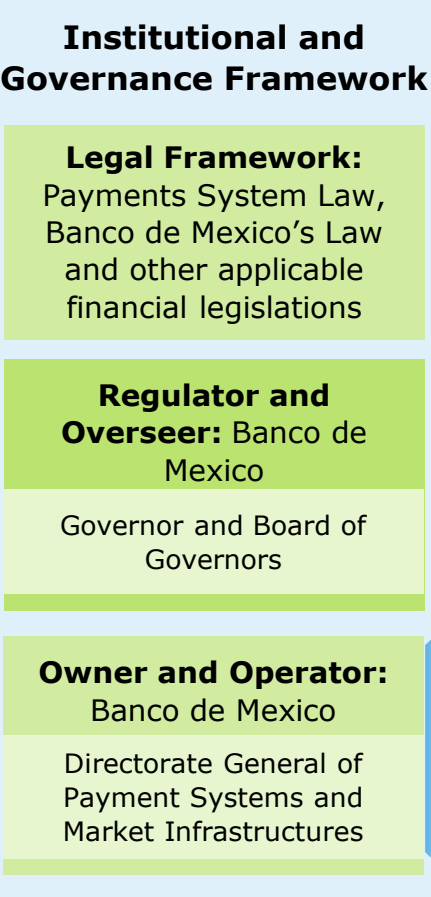 Institutional and
Governance Framework
Legal Framework:
Payments System Law,
Banco de Mexico’s Law
and other applicable
financial legislations
Regulator and
Overseer: Banco de
Mexico
Governor and Board of
Governors
Owner and Operator:
Banco de Mexico
Directorate General of
Payment Systems and
Market Infrastructures